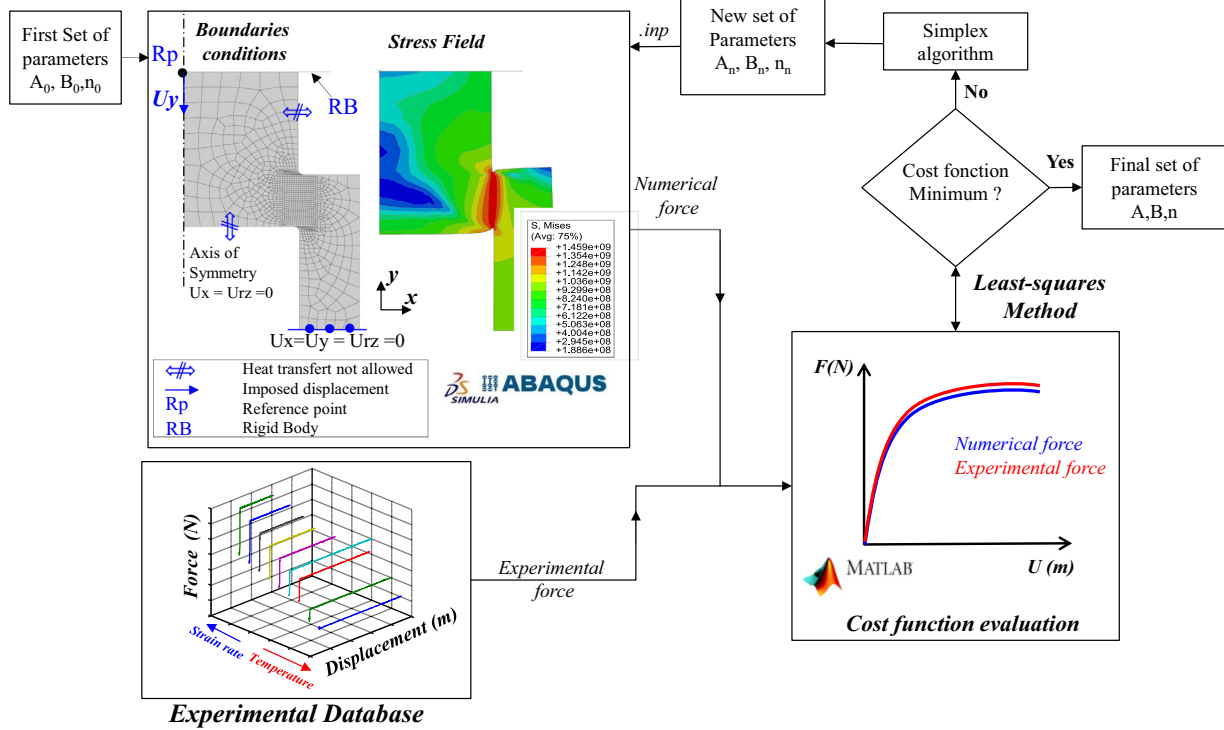 First Set of
parameters
A₀, B₀,n₀
Boundaries
conditions
Rp
Uy
RB
Stress Field
Axis of
Symmetry
Ux = Urz =0
y
x
Ux=Uy = Urz =0
S, Mises
(Avg: 75%)
+1.459e+09
+1.354e+09
+1.248e+09
+1.142e+09
+1.036e+09
+9.299e+08
+8.240e+08
+7.181e+08
+6.122e+08
+5.063e+08
+4.004e+08
+2.945e+08
+1.886e+08
Heat transfert not allowed
Imposed displacement
Rp Reference point
RB Rigid Body
SIMULIA
ABAQUS
.inp
New set of
Parameters
Aₙ, Bₙ, nₙ
Simplex
algorithm
No
Cost fonction
Minimum ?
Yes
Final set of
parameters
A,B,n
Numerical
force
Least-squares
Method
F(N)
Numerical force
Experimental force
U (m)
MATLAB
Cost function evaluation
Force (N)
Strain rate
Temperature
Displacement (m)
Experimental
force
Experimental Database